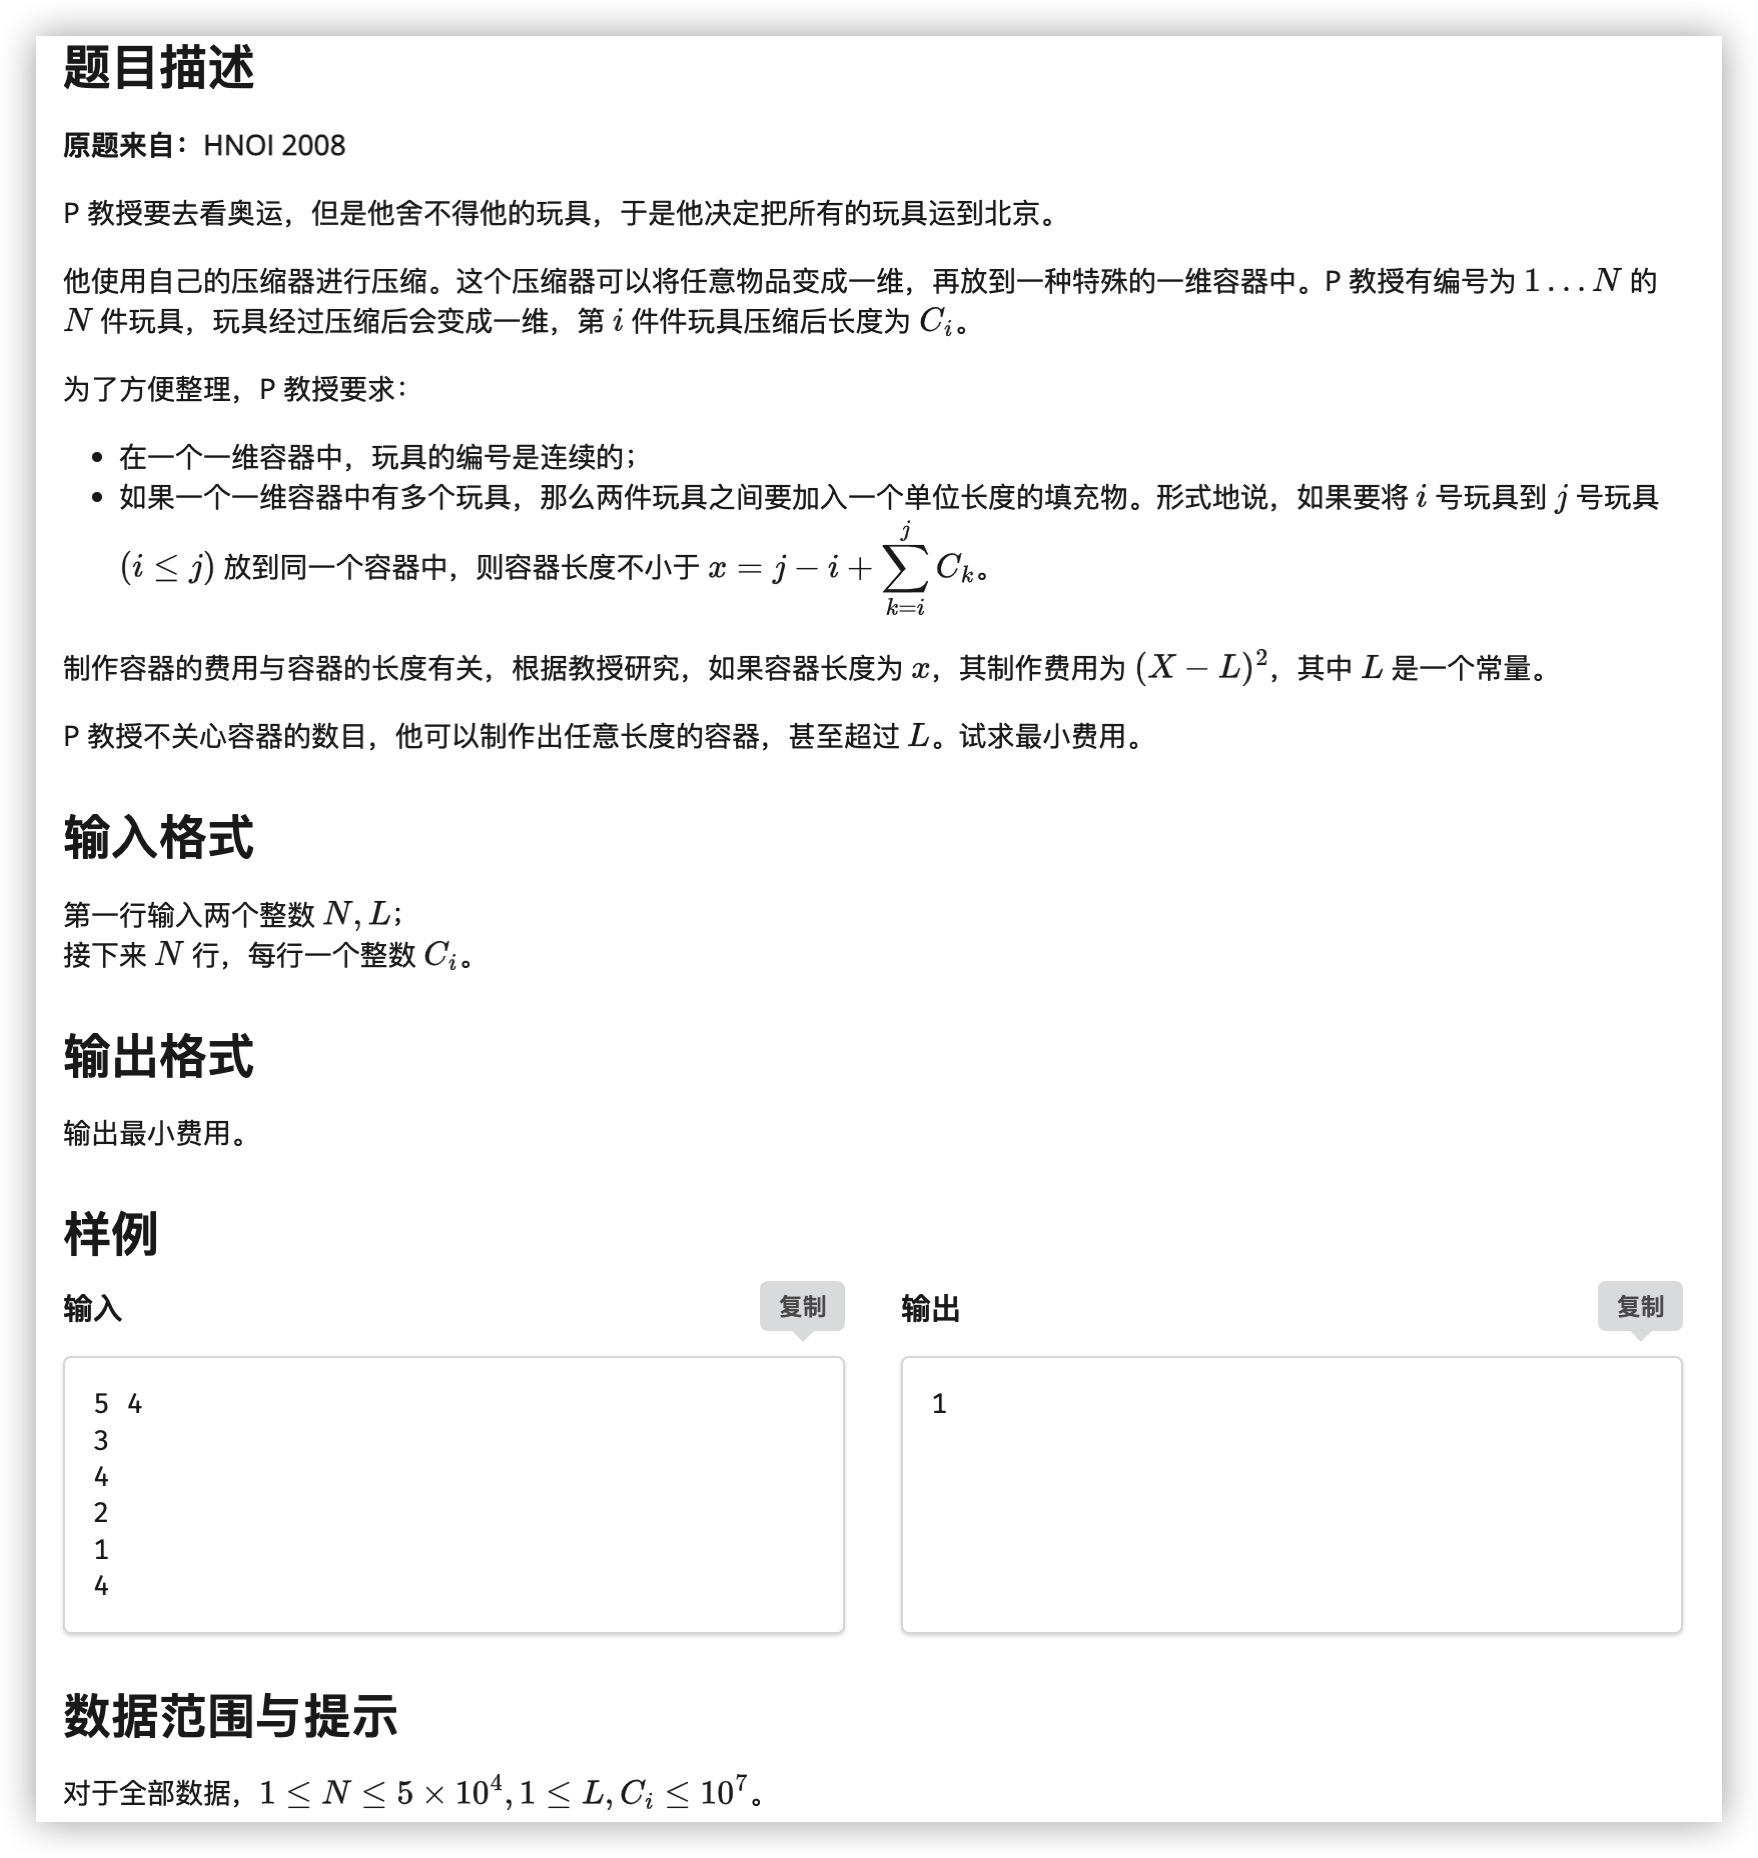 题目描述
原题来自：HNOI 2008
P 教授要去看奥运，但是他舍不得他的玩具，于是他决定把所有的玩具运到北京。
他使用自己的压缩器进行压缩。这个压缩器可以将任意物品变成一维，再放到一种特殊的一维容器中。P 教授有编号为 1…N 的
N 件玩具，玩具经过压缩后会变成一维，第 i 件件玩具压缩后长度为 C_i。
为了方便整理，P 教授要求：
• 在一个一维容器中，玩具的编号是连续的；
• 如果一个一维容器中有多个玩具，那么两件玩具之间要加入一个单位长度的填充物。形式地说，如果要将 i 号玩具到 j 号玩具
(i ≤ j) 放到同一个容器中，则容器长度不小于 x = j − i + \sum_{k=i}^{j} C_k。
制作容器的费用与容器的长度有关，根据教授研究，如果容器长度为 x，其制作费用为 (X − L)^2，其中 L 是一个常量。
P 教授不关心容器的数目，他可以制作出任意长度的容器，甚至超过 L。试求最小费用。
输入格式
第一行输入两个整数 N, L；
接下来 N 行，每行一个整数 C_i。
输出格式
输出最小费用。
样例
输入 复制
5 4
3
4
2
1
4
输出 复制
1
数据范围与提示
对于全部数据，1 ≤ N ≤ 5 × 10^4, 1 ≤ L, C_i ≤ 10^7。